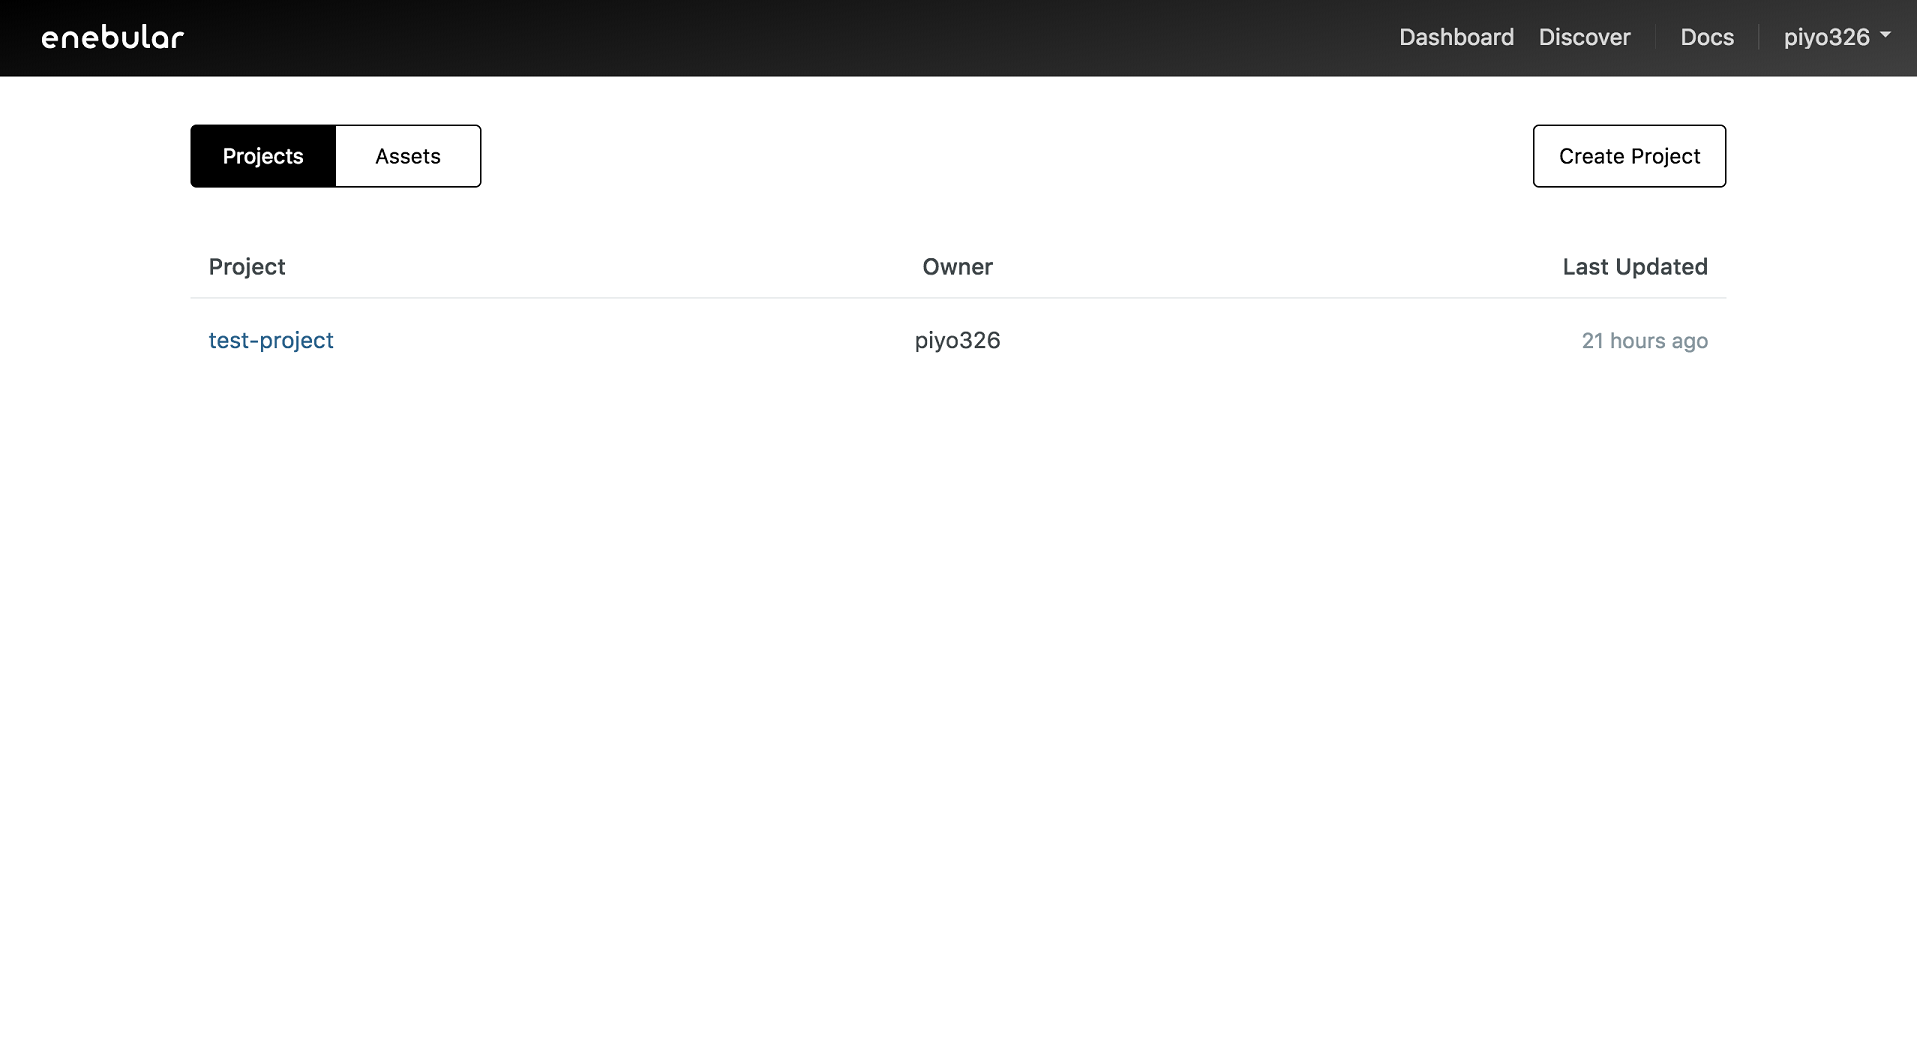 enebular Dashboard Discover Docs piyo326
Projects Assets Create Project
Project Owner Last Updated
test-project piyo326 21 hours ago